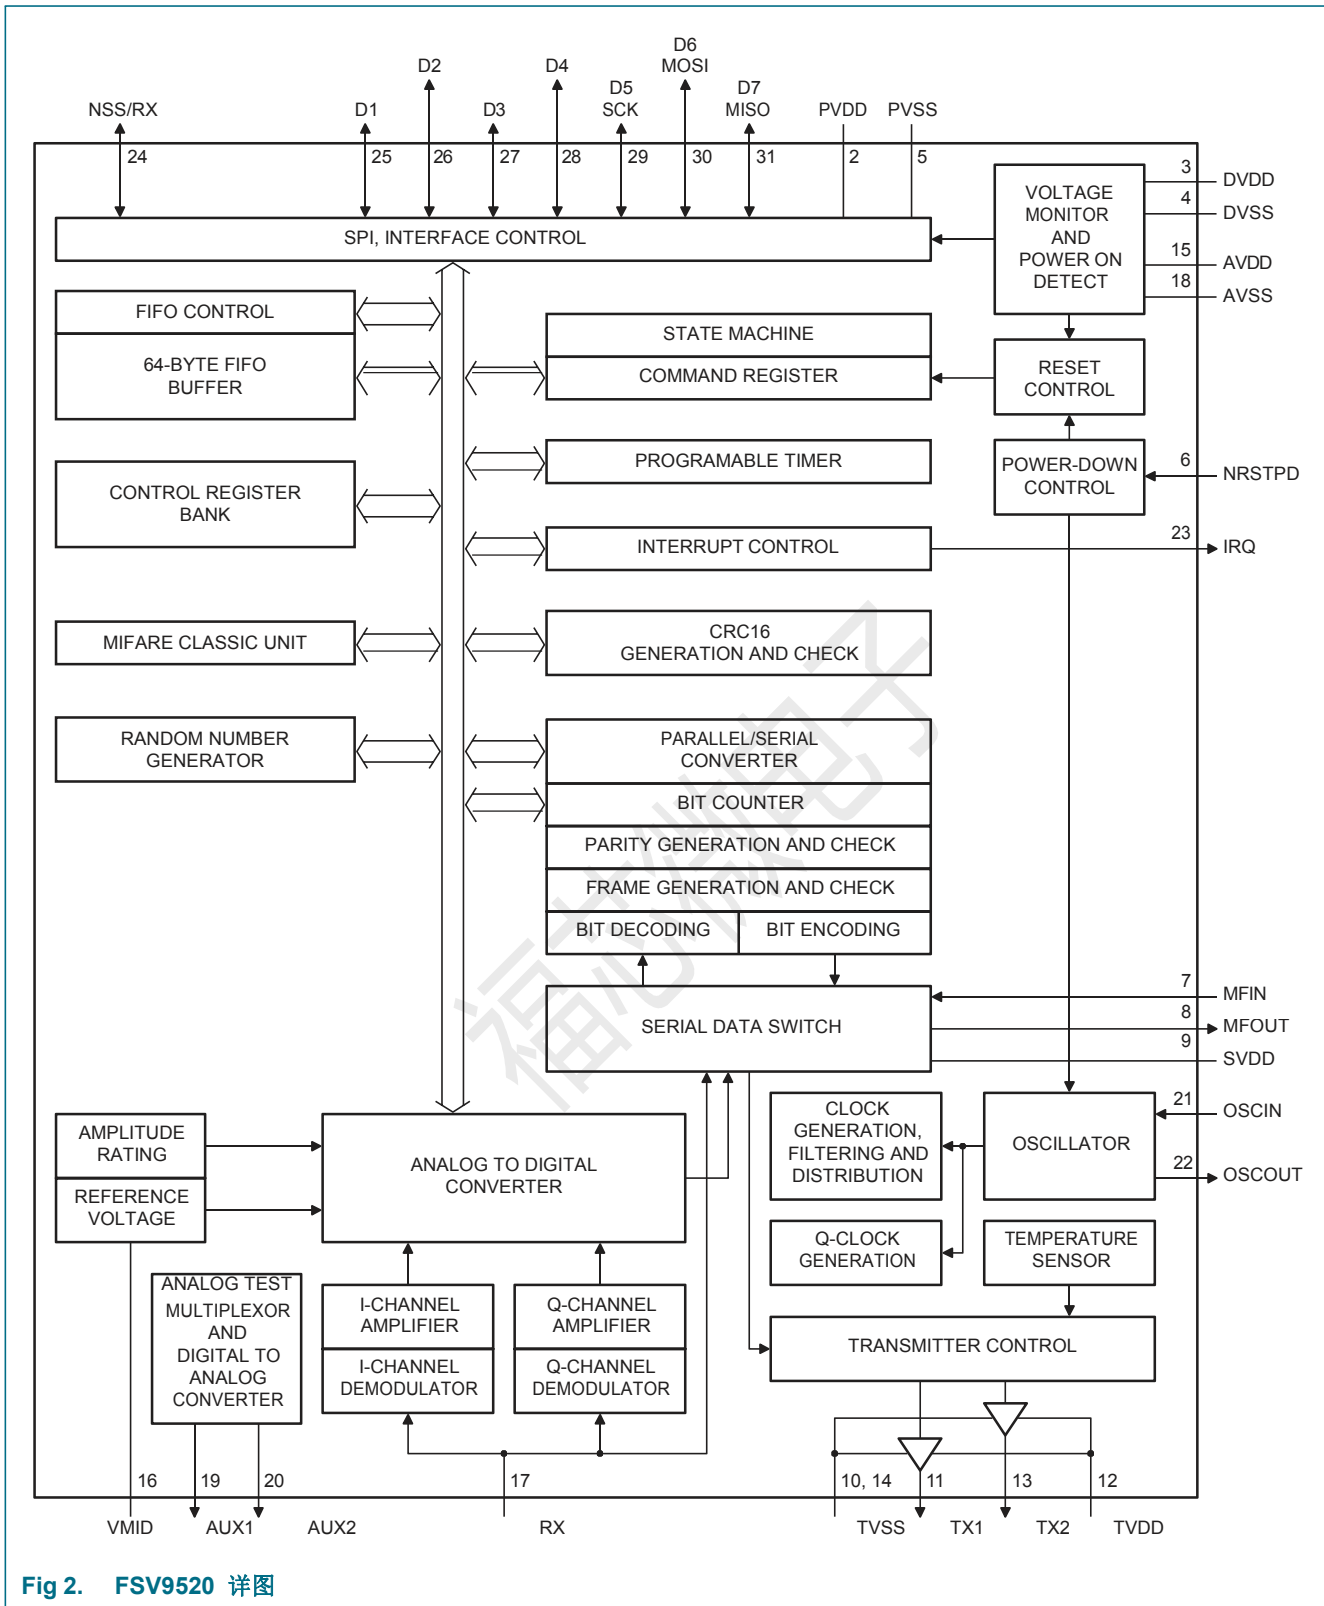 D6
D2
D4
MOSI
D5
D7
NSS/RX
D1
D3
SCK
MISO
PVDD
PVSS
24
25
26
27
28
29
30
31
2
5
3
DVDD
VOLTAGE
MONITOR
AND
POWER ON
DETECT
4
DVSS
SPI, INTERFACE CONTROL
15
AVDD
18
AVSS
FIFO CONTROL
STATE MACHINE
64-BYTE FIFO
BUFFER
COMMAND REGISTER
RESET
CONTROL
PROGRAMABLE TIMER
POWER-DOWN
CONTROL
6
NRSTPD
CONTROL REGISTER
BANK
INTERRUPT CONTROL
23
IRQ
MIFARE CLASSIC UNIT
CRC16
GENERATION AND CHECK
RANDOM NUMBER
GENERATOR
PARALLEL/SERIAL
CONVERTER
BIT COUNTER
PARITY GENERATION AND CHECK
FRAME GENERATION AND CHECK
BIT DECODING
BIT ENCODING
福芯微电子
7
MFIN
SERIAL DATA SWITCH
8
MFOUT
9
SVDD
AMPLITUDE
RATING
REFERENCE
VOLTAGE
ANALOG TO DIGITAL
CONVERTER
CLOCK
GENERATION,
FILTERING AND
DISTRIBUTION
OSCILLATOR
21
OSCIN
22
OSCOUT
Q-CLOCK
GENERATION
TEMPERATURE
SENSOR
ANALOG TEST
MULTIPLEXOR
AND
DIGITAL TO
ANALOG
CONVERTER
I-CHANNEL
AMPLIFIER
Q-CHANNEL
AMPLIFIER
I-CHANNEL
DEMODULATOR
Q-CHANNEL
DEMODULATOR
TRANSMITTER CONTROL
16
19
20
17
10, 14
11
13
12
VMID
AUX1
AUX2
RX
TVSS
TX1
TX2
TVDD
Fig 2. FSV9520 详图